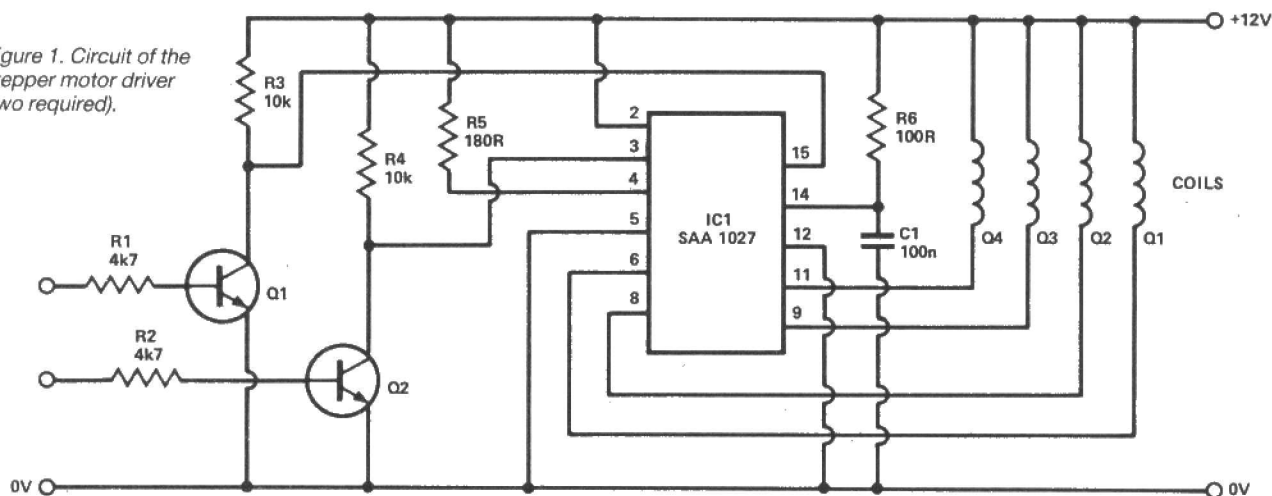 +12V
gure 1. Circuit of the
epper motor driver
wo required).
R3
10k
R4
10k
R5
180R
R6
100R
2
3
4
5
6
8
15
14
12
11
9
IC1
SAA 1027
C1
100n
COILS
Q4
Q3
Q2
Q1
R1
4k7
Q1
R2
4k7
Q2
0V
0V